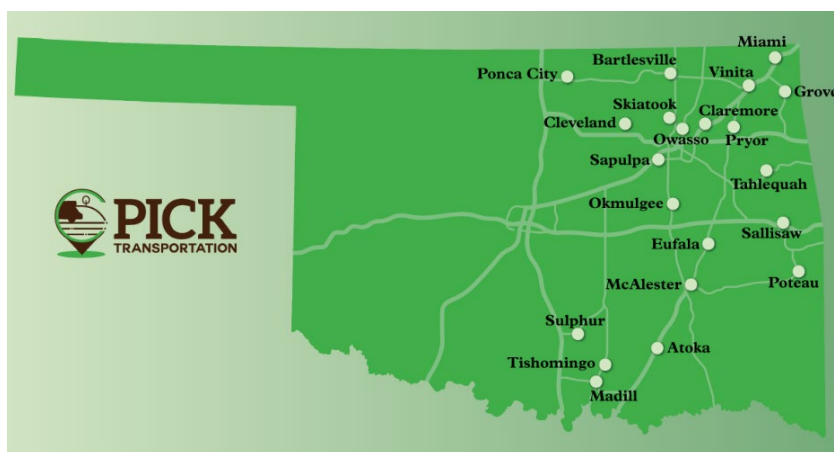 Miami
Bartlesville
Ponca City
Vinita
Grove
Skiatook
Claremore
Cleveland
Owasso
Pryor
Sapulpa
Tahlequah
Okmulgee
PICK
TRANSPORTATION
Sallisaw
Eufala
McAlester
Poteau
Sulphur
Atoka
Tishomingo
Madill